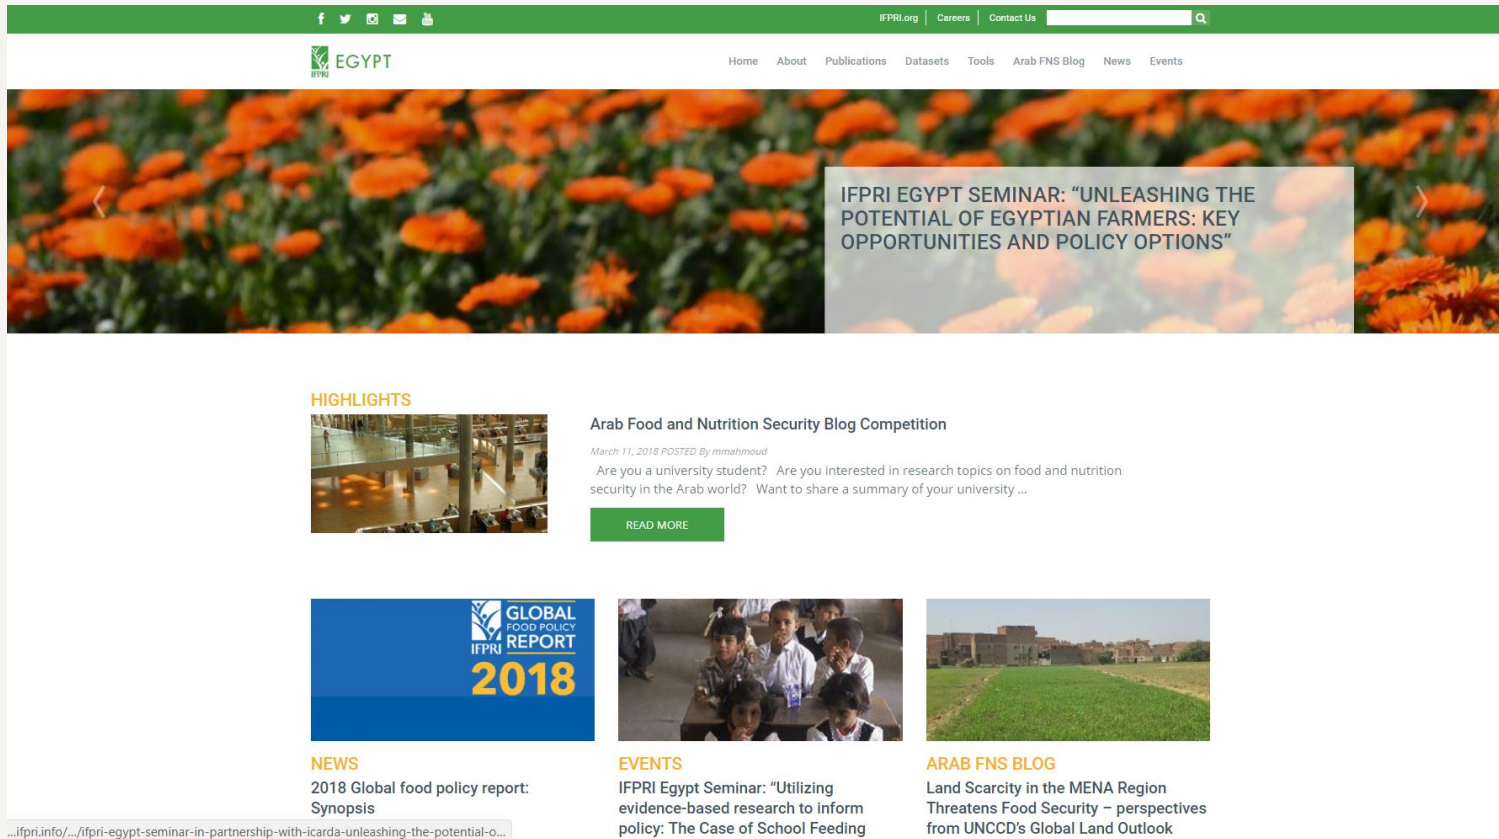 IFPRI.org
Careers
Contact Us
IFPRI
EGYPT
Home
About
Publications
Datasets
Tools
Arab FNS Blog
News
Events
IFPRI EGYPT SEMINAR: “UNLEASHING THE
POTENTIAL OF EGYPTIAN FARMERS: KEY
OPPORTUNITIES AND POLICY OPTIONS”
HIGHLIGHTS
Arab Food and Nutrition Security Blog Competition
March 11, 2018 POSTED By mmahmoud
Are you a university student? Are you interested in research topics on food and nutrition
security in the Arab world? Want to share a summary of your university ...
READ MORE
GLOBAL
FOOD POLICY
REPORT
IFPRI
2018
NEWS
2018 Global food policy report:
Synopsis
EVENTS
IFPRI Egypt Seminar: “Utilizing
evidence-based research to inform
policy: The Case of School Feeding
ARAB FNS BLOG
Land Scarcity in the MENA Region
Threatens Food Security – perspectives
from UNCCD’s Global Land Outlook
...ifpri.info/.../ifpri-egypt-seminar-in-partnership-with-icarda-unleashing-the-potential-o...